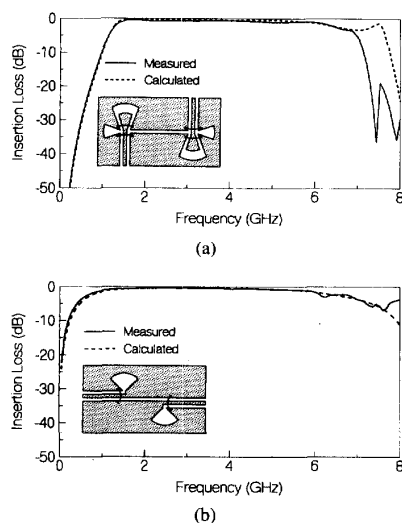 0
-10
-20
-30
-40
-50
Insertion Loss (dB)
Measured
Calculated
0 2 4 6 8
Frequency (GHz)
(a)
0
-10
-20
-30
-40
-50
Insertion Loss (dB)
Measured
Calculated
0 2 4 6 8
Frequency (GHz)
(b)